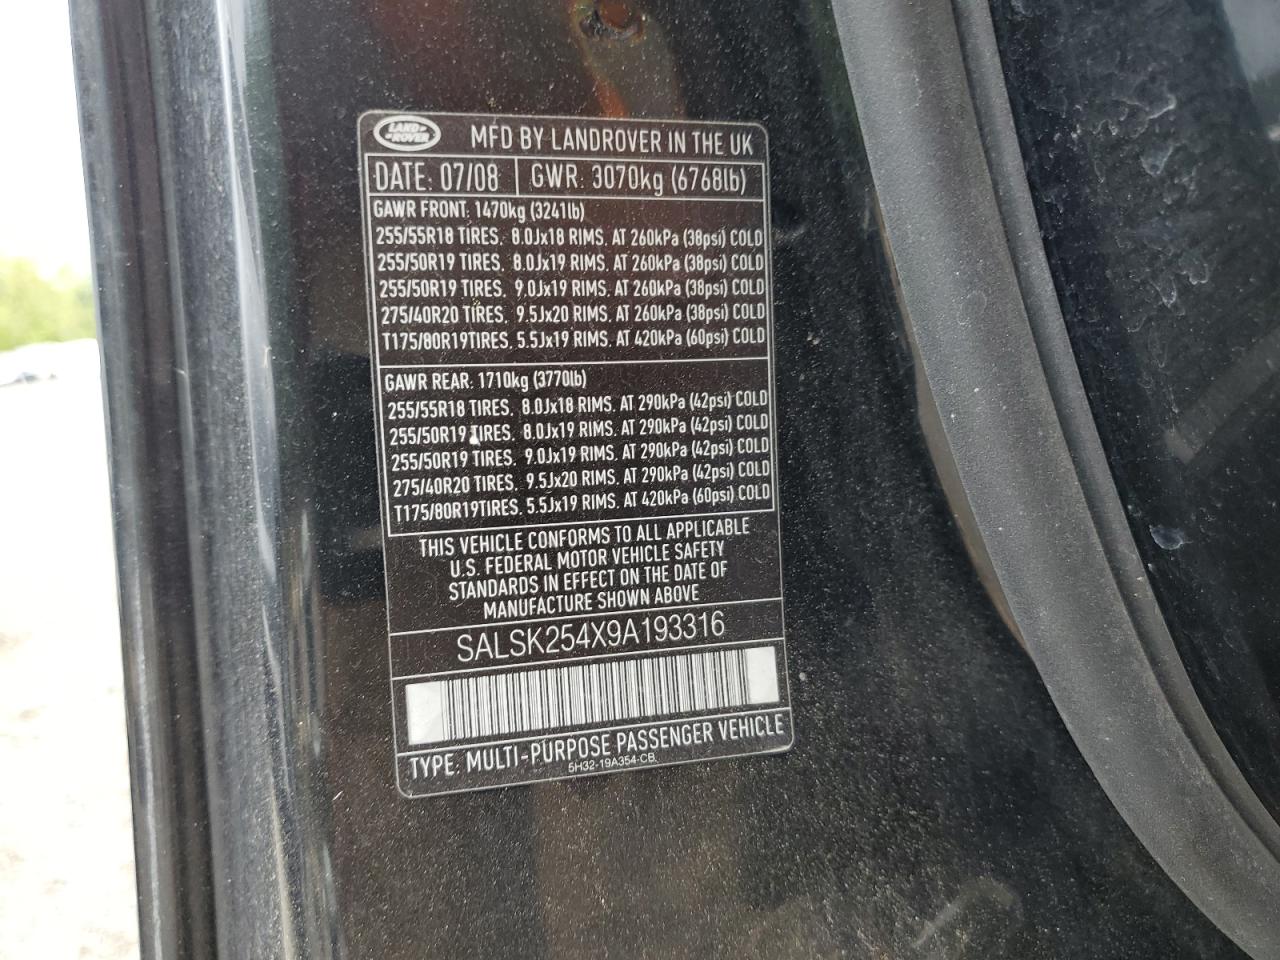 LAND ROVER
MFD BY LANDROVER IN THE UK
DATE: 07/08 GWR: 3070kg (6768lb)
GAWR FRONT: 1470kg (3241lb)
255/55R18 TIRES. 8.0Jx18 RIMS. AT 260kPa (38psi) COLD
255/50R19 TIRES. 8.0Jx19 RIMS. AT 260kPa (38psi) COLD
255/50R19 TIRES. 9.0Jx19 RIMS. AT 260kPa (38psi) COLD
275/40R20 TIRES. 9.5Jx20 RIMS. AT 260kPa (38psi) COLD
T175/80R19TIRES. 5.5Jx19 RIMS. AT 420kPa (60psi) COLD
GAWR REAR: 1710kg (3770lb)
255/55R18 TIRES. 8.0Jx18 RIMS. AT 290kPa (42psi) COLD
255/50R19 TIRES. 8.0Jx19 RIMS. AT 290kPa (42psi) COLD
255/50R19 TIRES. 9.0Jx19 RIMS. AT 290kPa (42psi) COLD
275/40R20 TIRES. 9.5Jx20 RIMS. AT 290kPa (42psi) COLD
T175/80R19TIRES. 5.5Jx19 RIMS. AT 420kPa (60psi) COLD
THIS VEHICLE CONFORMS TO ALL APPLICABLE
U.S. FEDERAL MOTOR VEHICLE SAFETY
STANDARDS IN EFFECT ON THE DATE OF
MANUFACTURE SHOWN ABOVE
SALSK254X9A193316
TYPE: MULTI-PURPOSE PASSENGER VEHICLE
5H32-19A354-CB